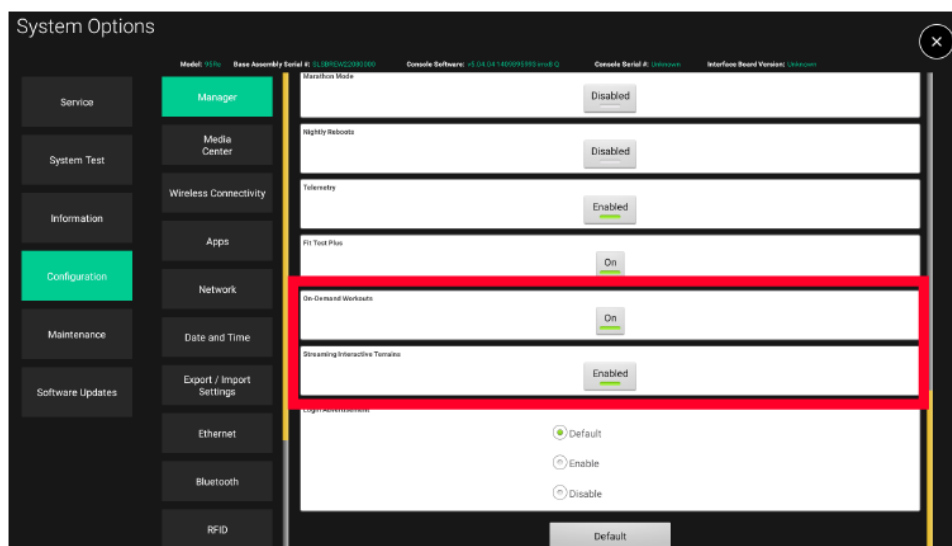 System Options
Model: 95Re Base Assembly Serial #: Console Software: Console Serial #: Unknown Interface Board Version: Unknown
Service
System Test
Information
Configuration
Maintenance
Software Updates
Manager
Media
Center
Wireless Connectivity
Apps
Network
Date and Time
Export / Import
Settings
Ethernet
Bluetooth
RFID
Marathon Mode
Disabled
Nightly Reboots
Disabled
Telemetry
Enabled
Fit Test Plus
On
On-Demand Workouts
On
Streaming Interactive Terrains
Enabled
Login Advertisement
Default
Enable
Disable
Default